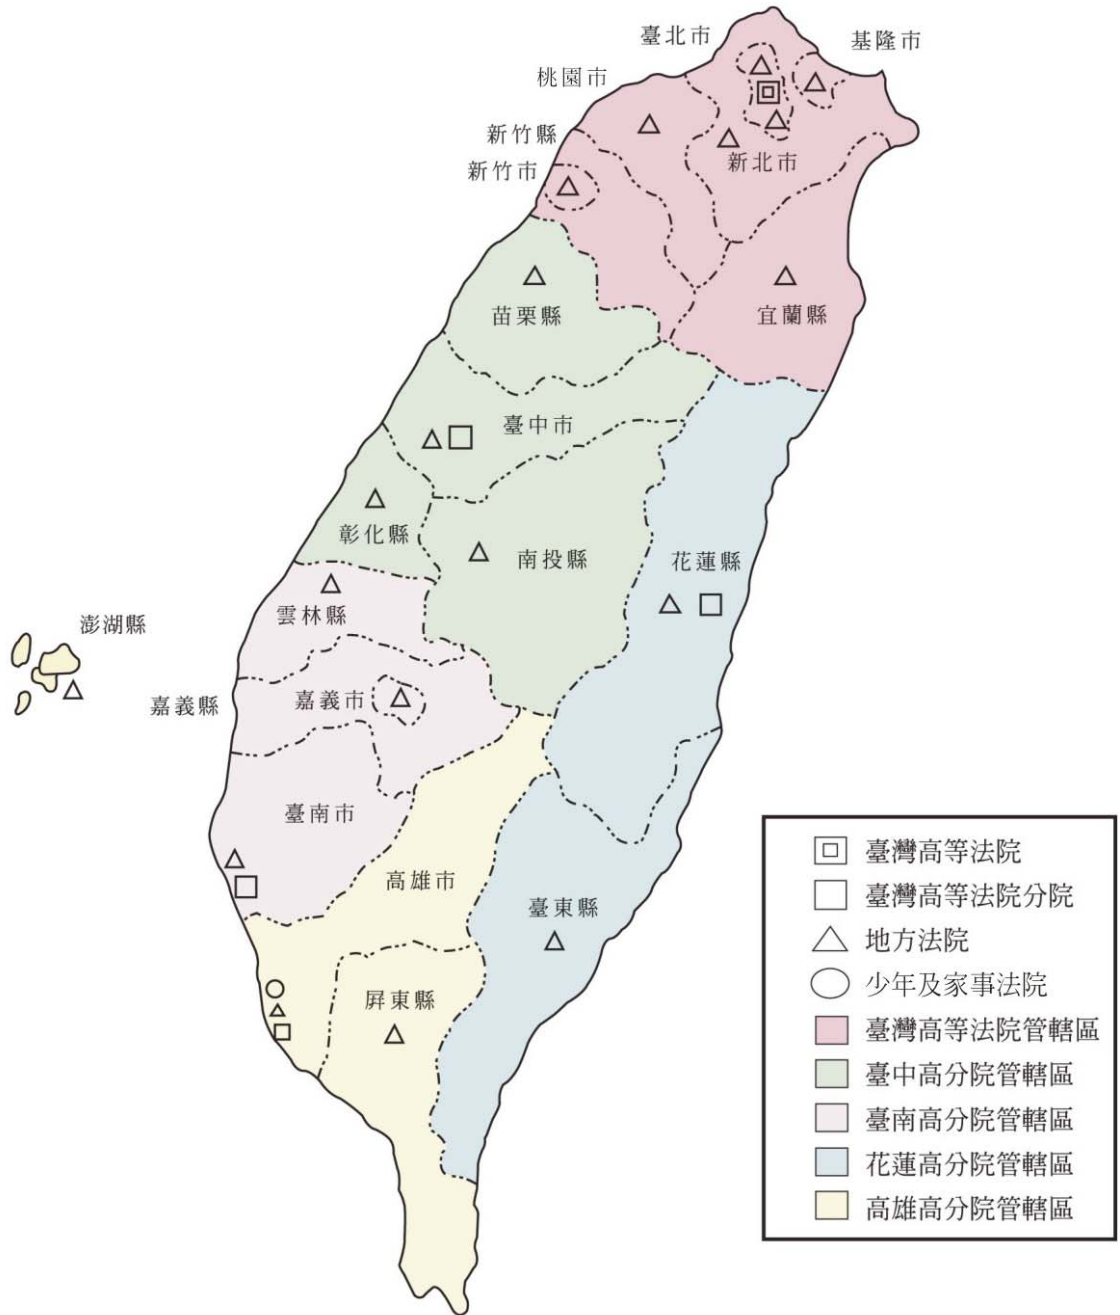 臺北市
基隆市
桃園市
新竹縣
新竹市
新北市
苗栗縣
宜蘭縣
臺中市
彰化縣
南投縣
花蓮縣
雲林縣
澎湖縣
嘉義縣
嘉義市
臺南市
高雄市
臺東縣
屛東縣
臺灣高等法院
臺灣高等法院分院
地方法院
少年及家事法院
臺灣高等法院管轄區
臺中高分院管轄區
臺南高分院管轄區
花蓮高分院管轄區
高雄高分院管轄區